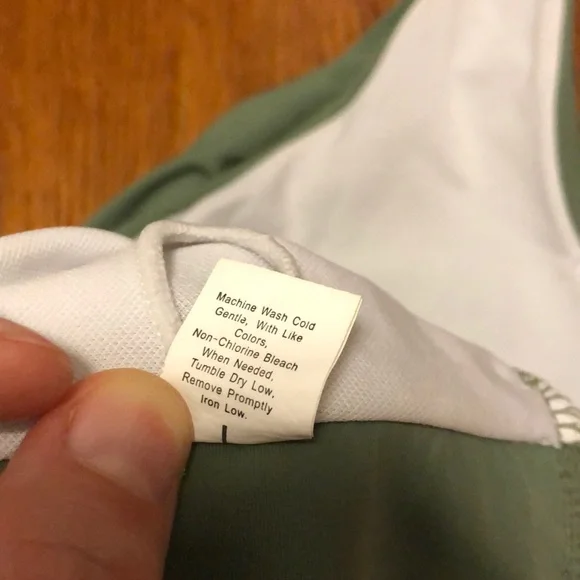 Machine Wash Cold
Gentle, With Like
Colors,
Non-Chlorine Bleach
When Needed.
Tumble Dry Low.
Remove Promptly
Iron Low.